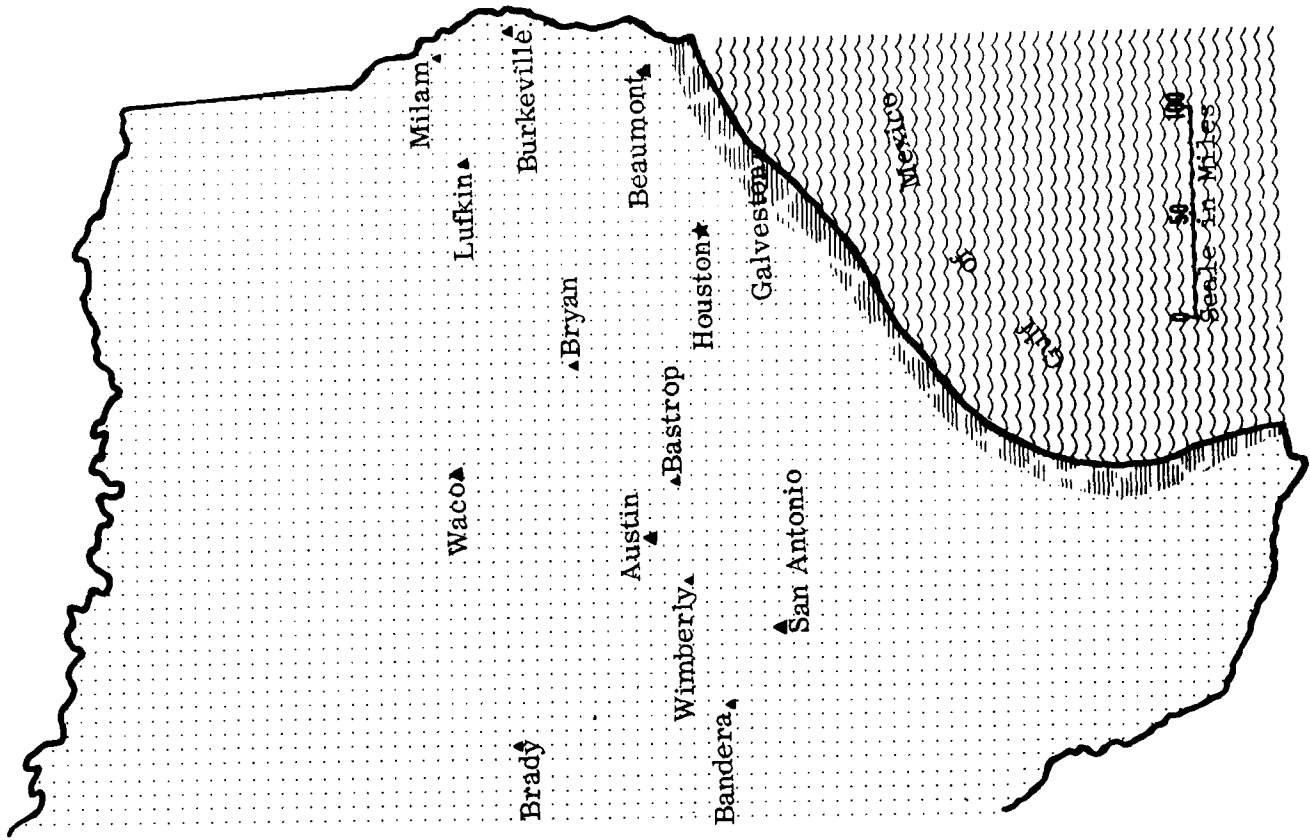 Milam
Burkeville
Lufkin
Beaumont
Bryan
Houston
Galveston
Waco
Bastrop
Austin
Wimberly
San Antonio
Brady
Bandera
Gulf
of
Mexico
0 50 100
Scale in Miles